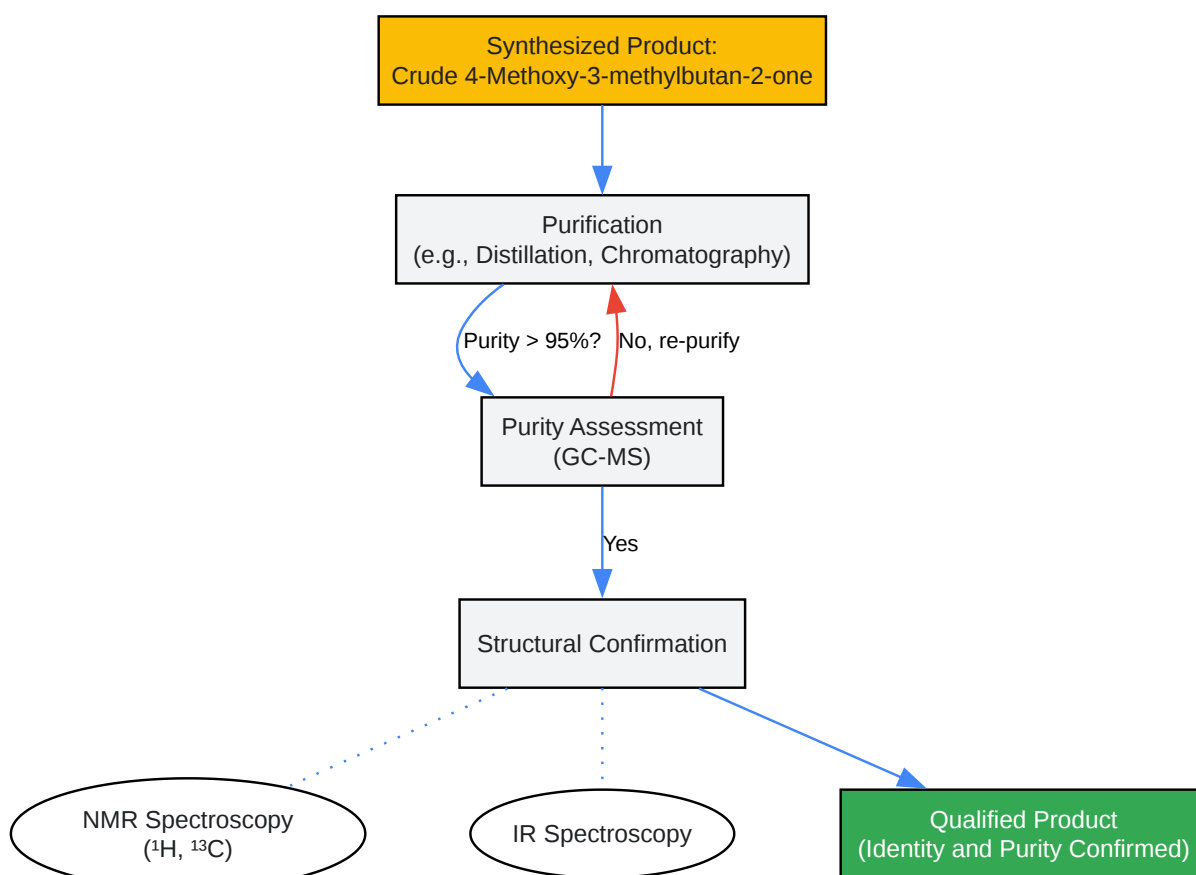 Synthesized Product:
Crude 4-Methoxy-3-methylbutan-2-one
Purification
(e.g., Distillation, Chromatography)
Purity > 95%?
No, re-purify
Purity Assessment
(GC-MS)
Yes
Structural Confirmation
NMR Spectroscopy
(¹H, ¹³C)
IR Spectroscopy
Qualified Product
(Identity and Purity Confirmed)